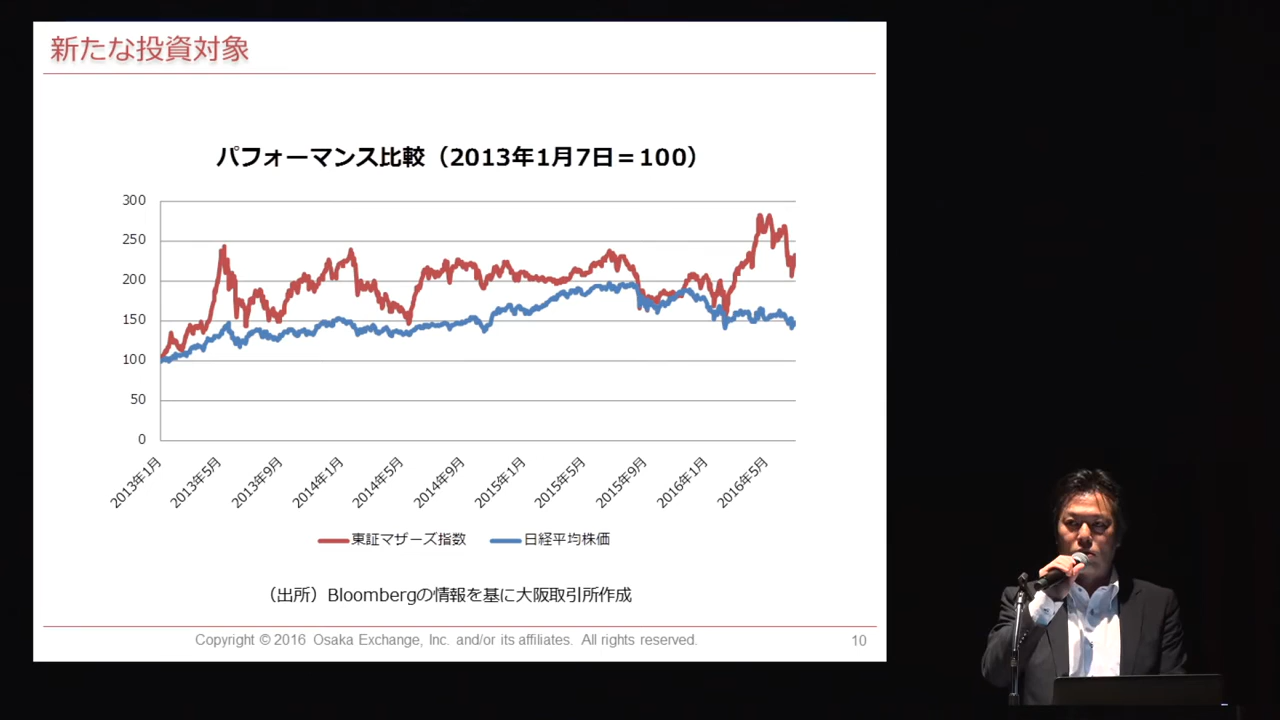 新たな投資対象
パフォーマンス比較（2013年1月7日＝100）
300
250
200
150
100
50
0
2013年1月
2013年5月
2013年9月
2014年1月
2014年5月
2014年9月
2015年1月
2015年5月
2015年9月
2016年1月
2016年5月
東証マザーズ指数
日経平均株価
（出所）Bloombergの情報を基に大阪取引所作成
Copyright © 2016 Osaka Exchange, Inc. and/or its affiliates. All rights reserved.
10